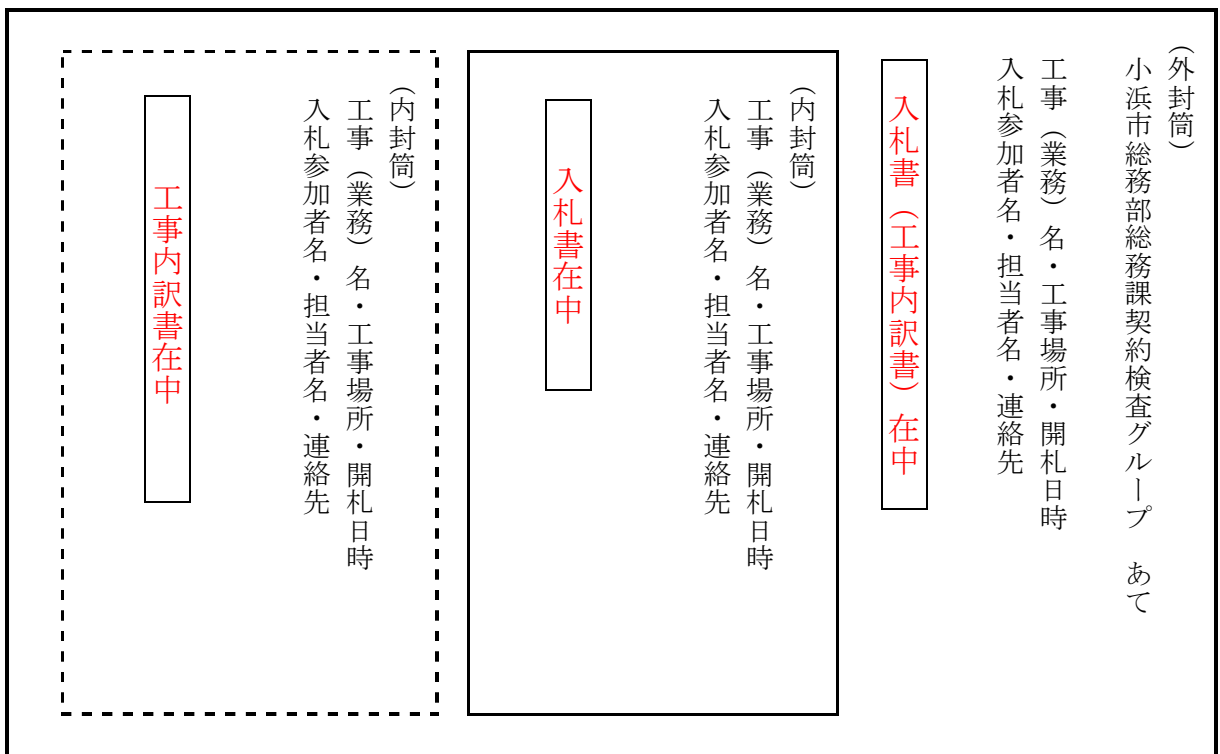 （外封筒）
小浜市総務部総務課契約検査グループ　あて
工事（業務）名・工事場所・開札日時
入札参加者名・担当者名・連絡先
入札書（工事内訳書）在中
（内封筒）
工事（業務）名・工事場所・開札日時
入札参加者名・担当者名・連絡先
入札書在中
（内封筒）
工事（業務）名・工事場所・開札日時
入札参加者名・担当者名・連絡先
工事内訳書在中